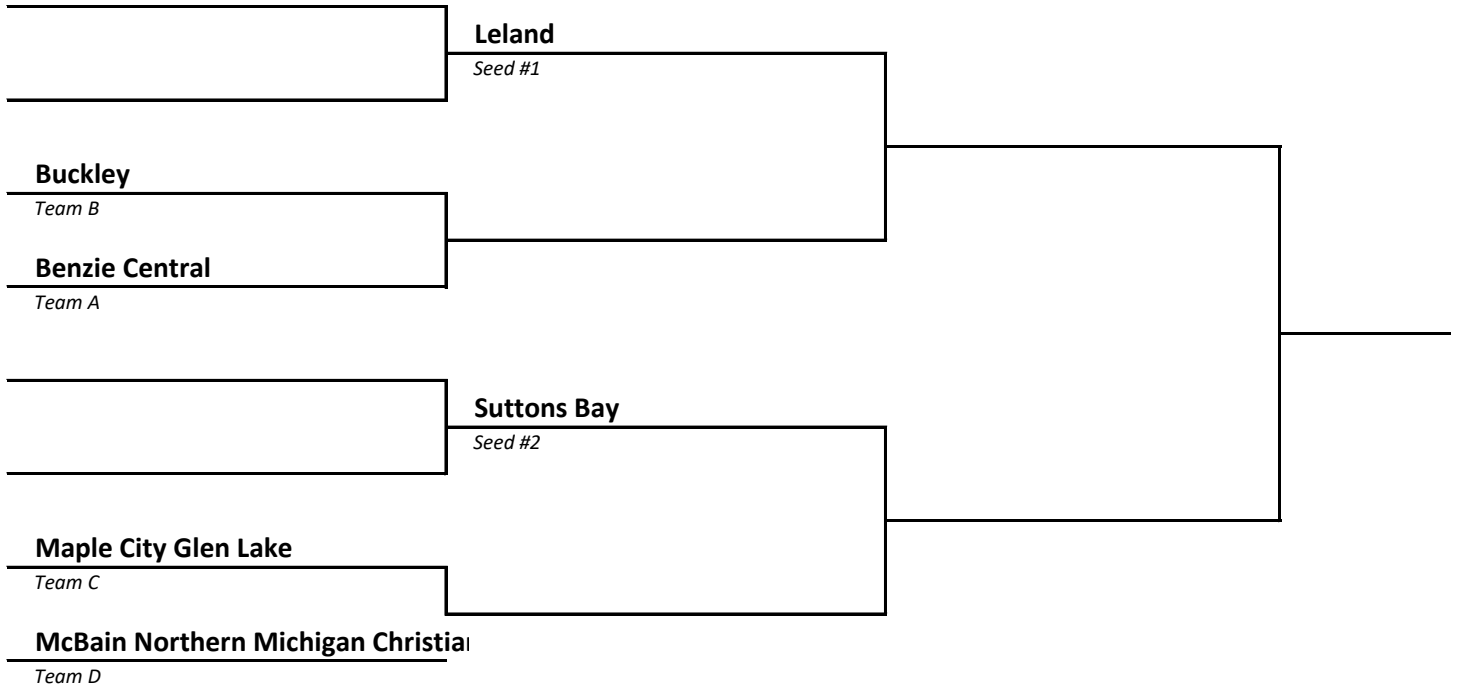 Leland
Seed #1
Buckley
Team B
Benzie Central
Team A
Suttons Bay
Seed #2
Maple City Glen Lake
Team C
McBain Northern Michigan Christian
Team D